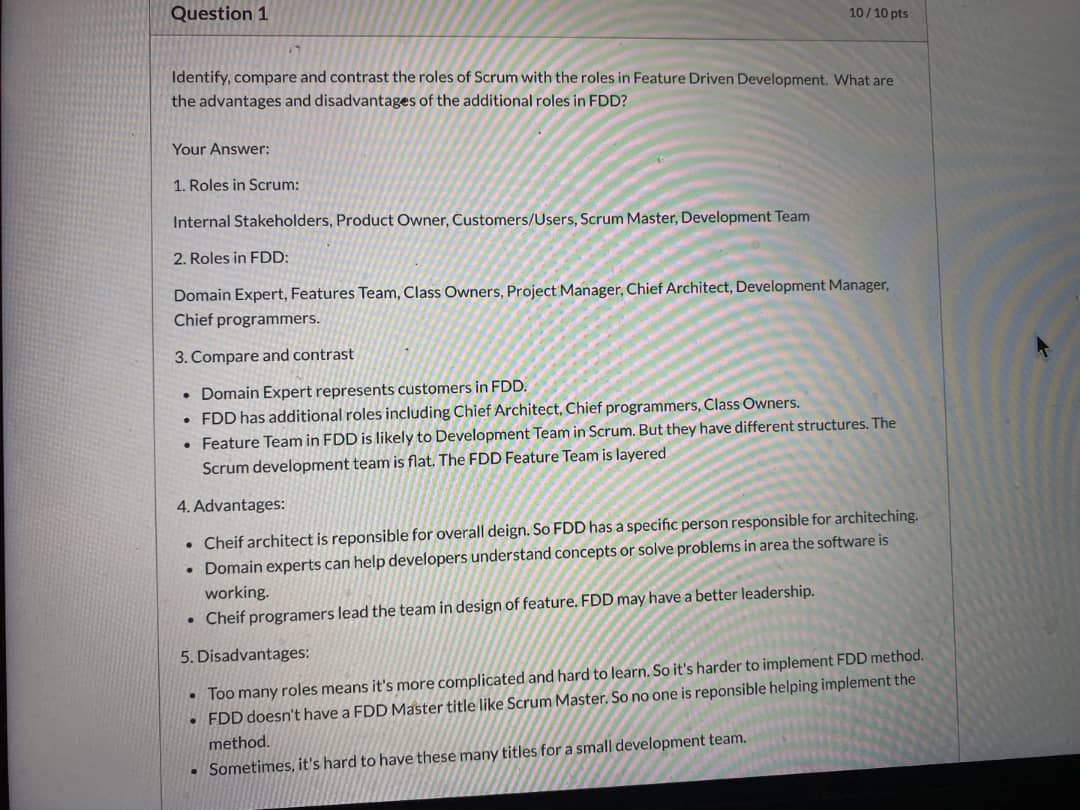 Question 1
10 / 10 pts
Identify, compare and contrast the roles of Scrum with the roles in Feature Driven Development. What are
the advantages and disadvantages of the additional roles in FDD?
Your Answer:
1. Roles in Scrum:
Internal Stakeholders, Product Owner, Customers/Users, Scrum Master, Development Team
2. Roles in FDD:
Domain Expert, Features Team, Class Owners, Project Manager, Chief Architect, Development Manager,
Chief programmers.
3. Compare and contrast
• Domain Expert represents customers in FDD.
• FDD has additional roles including Chief Architect, Chief programmers, Class Owners.
• Feature Team in FDD is likely to Development Team in Scrum. But they have different structures. The
Scrum development team is flat. The FDD Feature Team is layered
4. Advantages:
• Cheif architect is reponsible for overall deign. So FDD has a specific person responsible for architeching.
• Domain experts can help developers understand concepts or solve problems in area the software is
working.
• Cheif programers lead the team in design of feature. FDD may have a better leadership.
5. Disadvantages:
• Too many roles means it's more complicated and hard to learn. So it's harder to implement FDD method.
• FDD doesn't have a FDD Master title like Scrum Master. So no one is reponsible helping implement the
method.
• Sometimes, it's hard to have these many titles for a small development team.